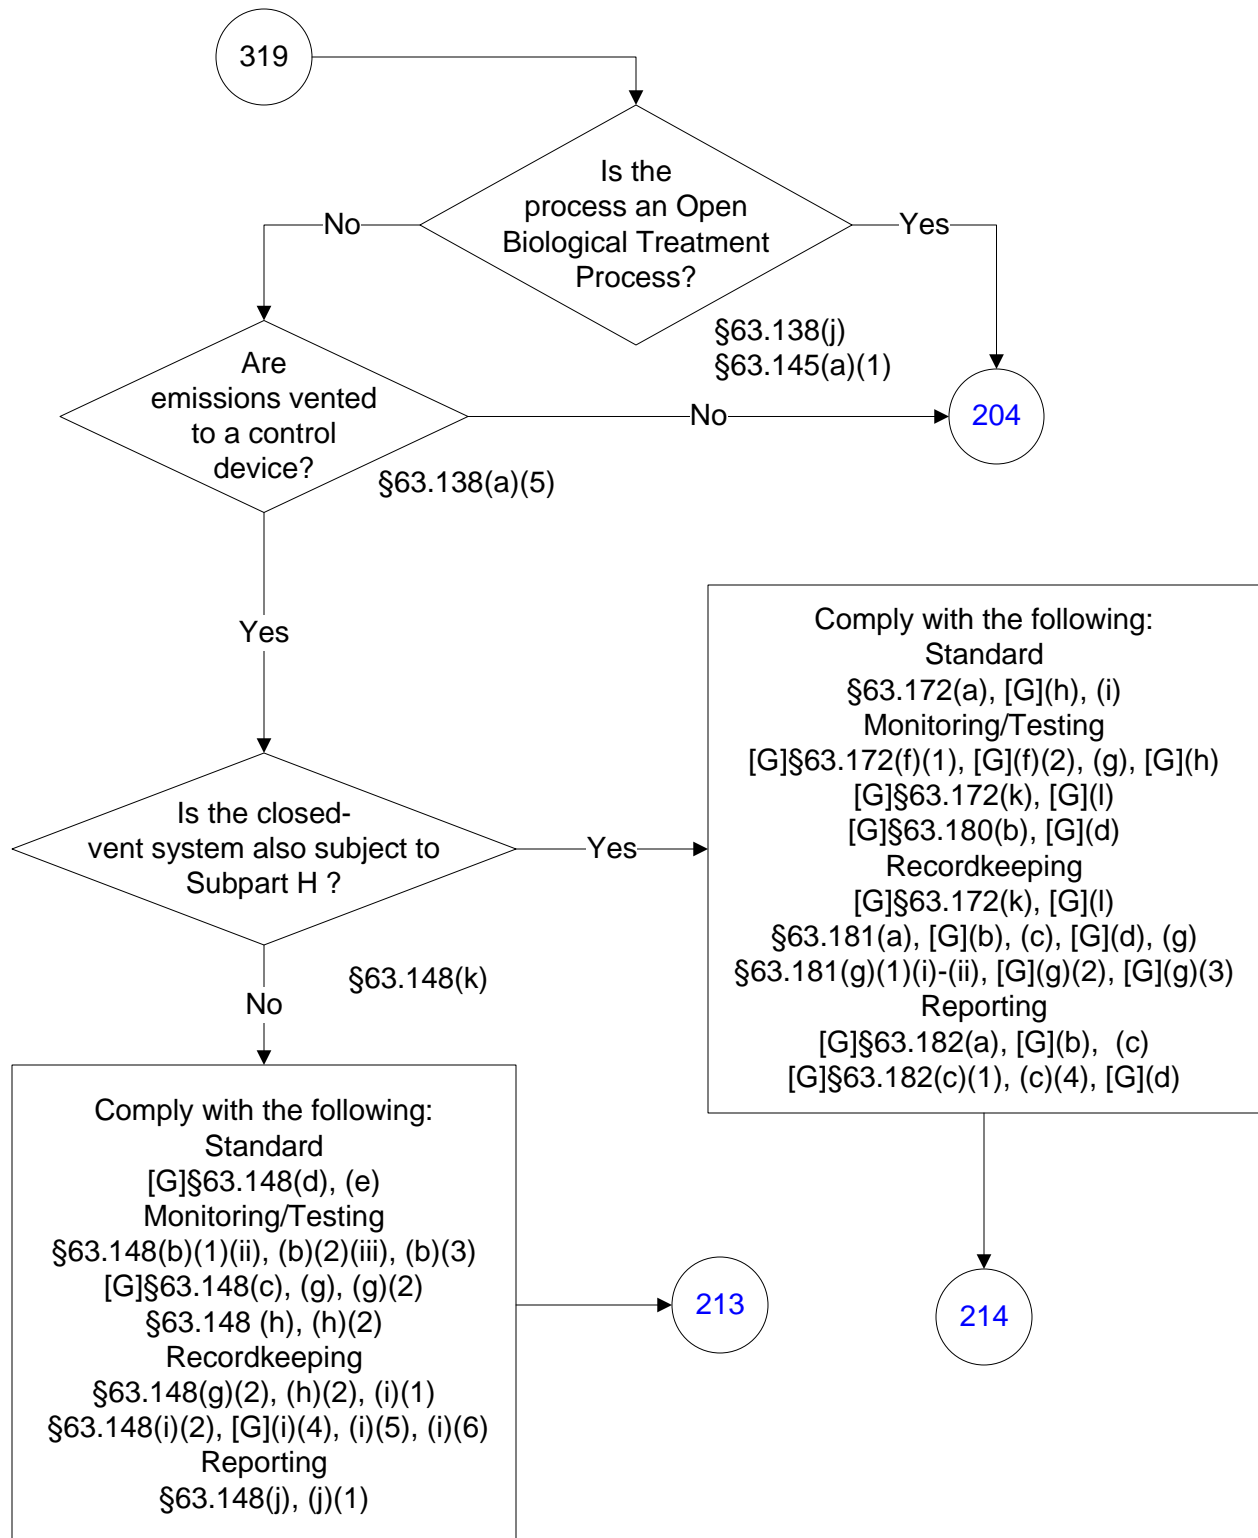 319
Is the
process an Open
Biological Treatment
Process?
No
Yes
§63.138(j)
§63.145(a)(1)
Are
emissions vented
to a control
device?
No
204
§63.138(a)(5)
Yes
Is the closed-
vent system also subject to
Subpart H ?
Yes
§63.148(k)
No
Comply with the following:
Standard
§63.172(a), [G](h), (i)
Monitoring/Testing
[G]§63.172(f)(1), [G](f)(2), (g), [G](h)
[G]§63.172(k), [G](l)
[G]§63.180(b), [G](d)
Recordkeeping
[G]§63.172(k), [G](l)
§63.181(a), [G](b), (c), [G](d), (g)
§63.181(g)(1)(i)-(ii), [G](g)(2), [G](g)(3)
Reporting
[G]§63.182(a), [G](b),  (c)
[G]§63.182(c)(1), (c)(4), [G](d)
Comply with the following:
Standard
[G]§63.148(d), (e)
Monitoring/Testing
§63.148(b)(1)(ii), (b)(2)(iii), (b)(3)
[G]§63.148(c), (g), (g)(2)
§63.148 (h), (h)(2)
Recordkeeping
§63.148(g)(2), (h)(2), (i)(1)
§63.148(i)(2), [G](i)(4), (i)(5), (i)(6)
Reporting
§63.148(j), (j)(1)
213
214